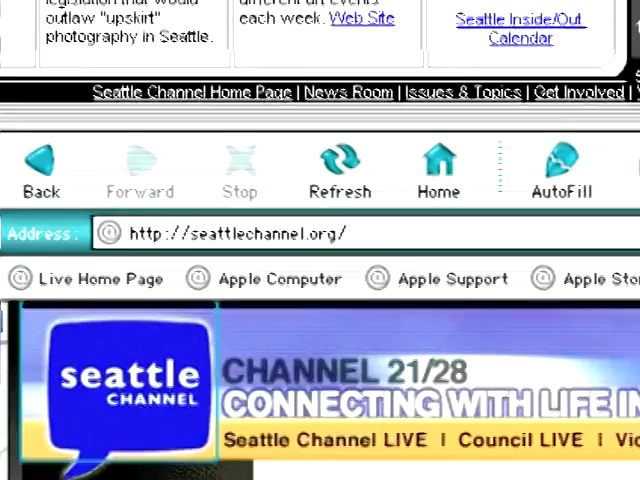 legislation that would
outlaw "upskirt"
photography in Seattle.
different art events
each week. Web Site
Seattle Inside/Out
Calendar
Seattle Channel Home Page | News Room | Issues & Topics | Get Involved |
Back
Forward
Stop
Refresh
Home
AutoFill
Address: http://seattlechannel.org/
Live Home Page
Apple Computer
Apple Support
Apple Sto
seattle
CHANNEL
CHANNEL 21/28
CONNECTING WITH LIFE IN
Seattle Channel LIVE | Council LIVE | Vid